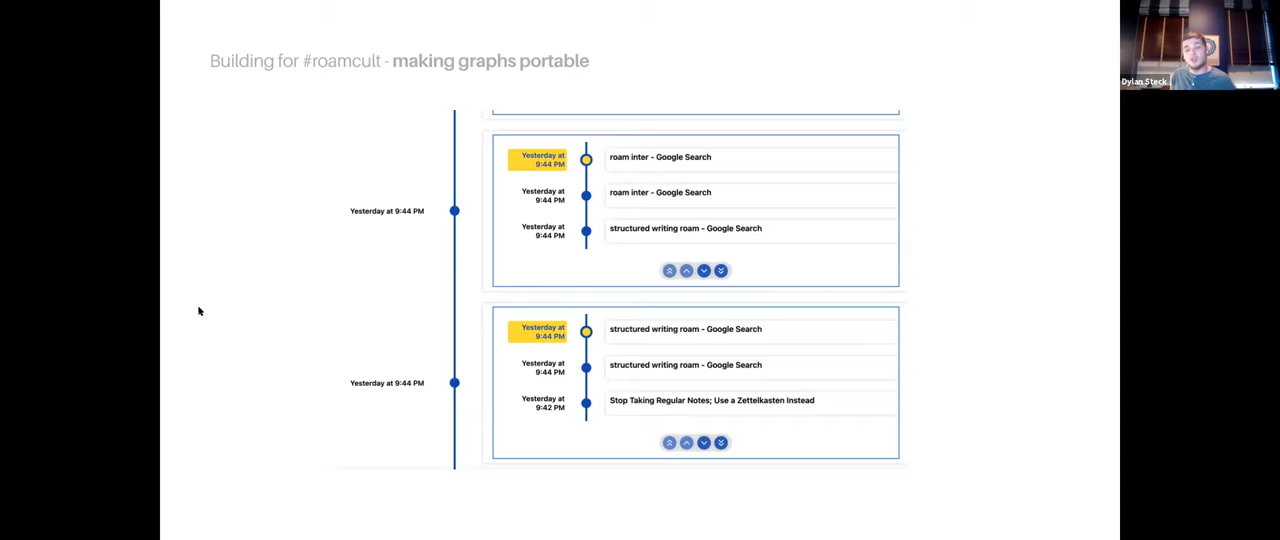 Building for #roamcult - making graphs portable
Dylan Steck
Yesterday at
9:44 PM
roam inter - Google Search
Yesterday at
9:44 PM
roam inter - Google Search
Yesterday at 9:44 PM
Yesterday at
9:44 PM
structured writing roam - Google Search
Yesterday at
9:44 PM
structured writing roam - Google Search
Yesterday at
9:44 PM
structured writing roam - Google Search
Yesterday at 9:44 PM
Yesterday at
9:42 PM
Stop Taking Regular Notes; Use a Zettelkasten Instead